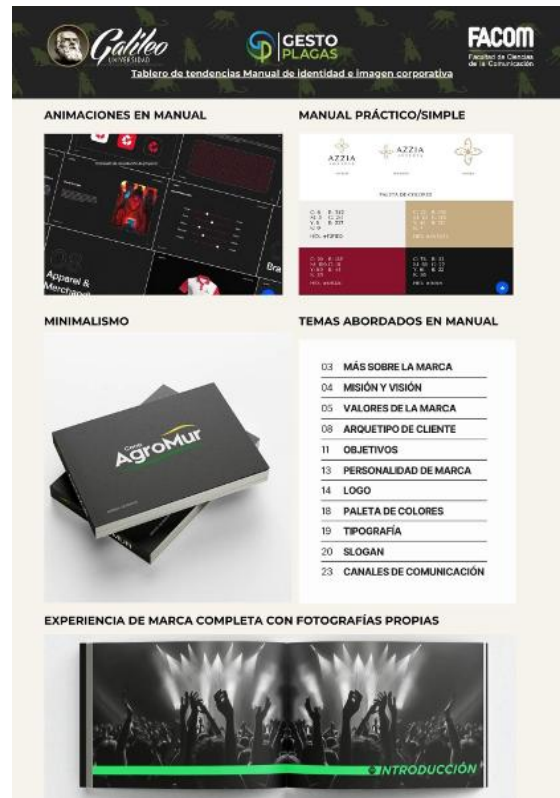 Galileo
UNIVERSIDAD
GESTO
PLAGAS
FACOM
Facultad de Ciencias
de la Comunicación
Tablero de tendencias Manual de identidad e imagen corporativa
ANIMACIONES EN MANUAL
MANUAL PRÁCTICO/SIMPLE
Apparel &
Merchan
Bra
AZZIA
AZZIA
PALETA DE COLORES
MINIMALISMO
TEMAS ABORDADOS EN MANUAL
AgroMur
03 MÁS SOBRE LA MARCA
04 MISIÓN Y VISIÓN
05 VALORES DE LA MARCA
08 ARQUETIPO DE CLIENTE
11 OBJETIVOS
13 PERSONALIDAD DE MARCA
14 LOGO
18 PALETA DE COLORES
19 TIPOGRAFÍA
20 SLOGAN
23 CANALES DE COMUNICACIÓN
EXPERIENCIA DE MARCA COMPLETA CON FOTOGRAFÍAS PROPIAS
INTRODUCCIÓN